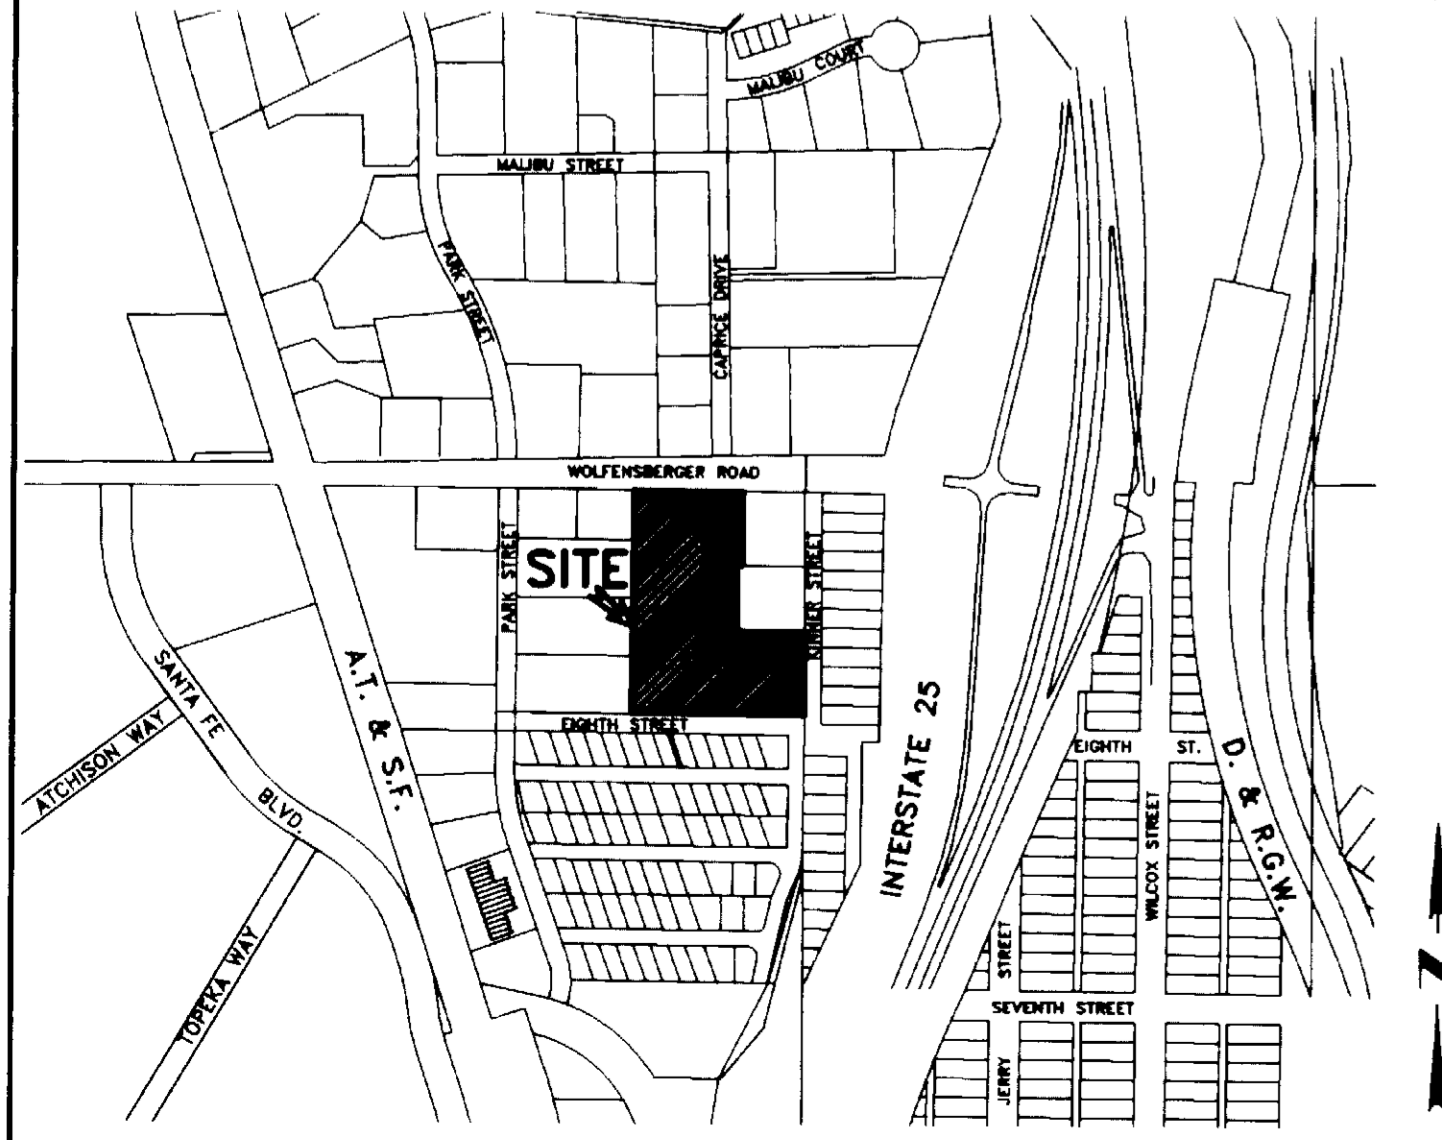 MALIBU COURT
MALIBU STREET
PARK STREET
CAPRICE DRIVE
WOLFENSBERGER ROAD
PARK STREET
SITE
KINNER STREET
SANTA FE
BLVD.
A.T. & S.F.
EIGHTH STREET
INTERSTATE 25
EIGHTH ST.
D. & R.G.W.
ATCHISON WAY
WILCOX STREET
TOPEKA WAY
JERRY STREET
SEVENTH STREET